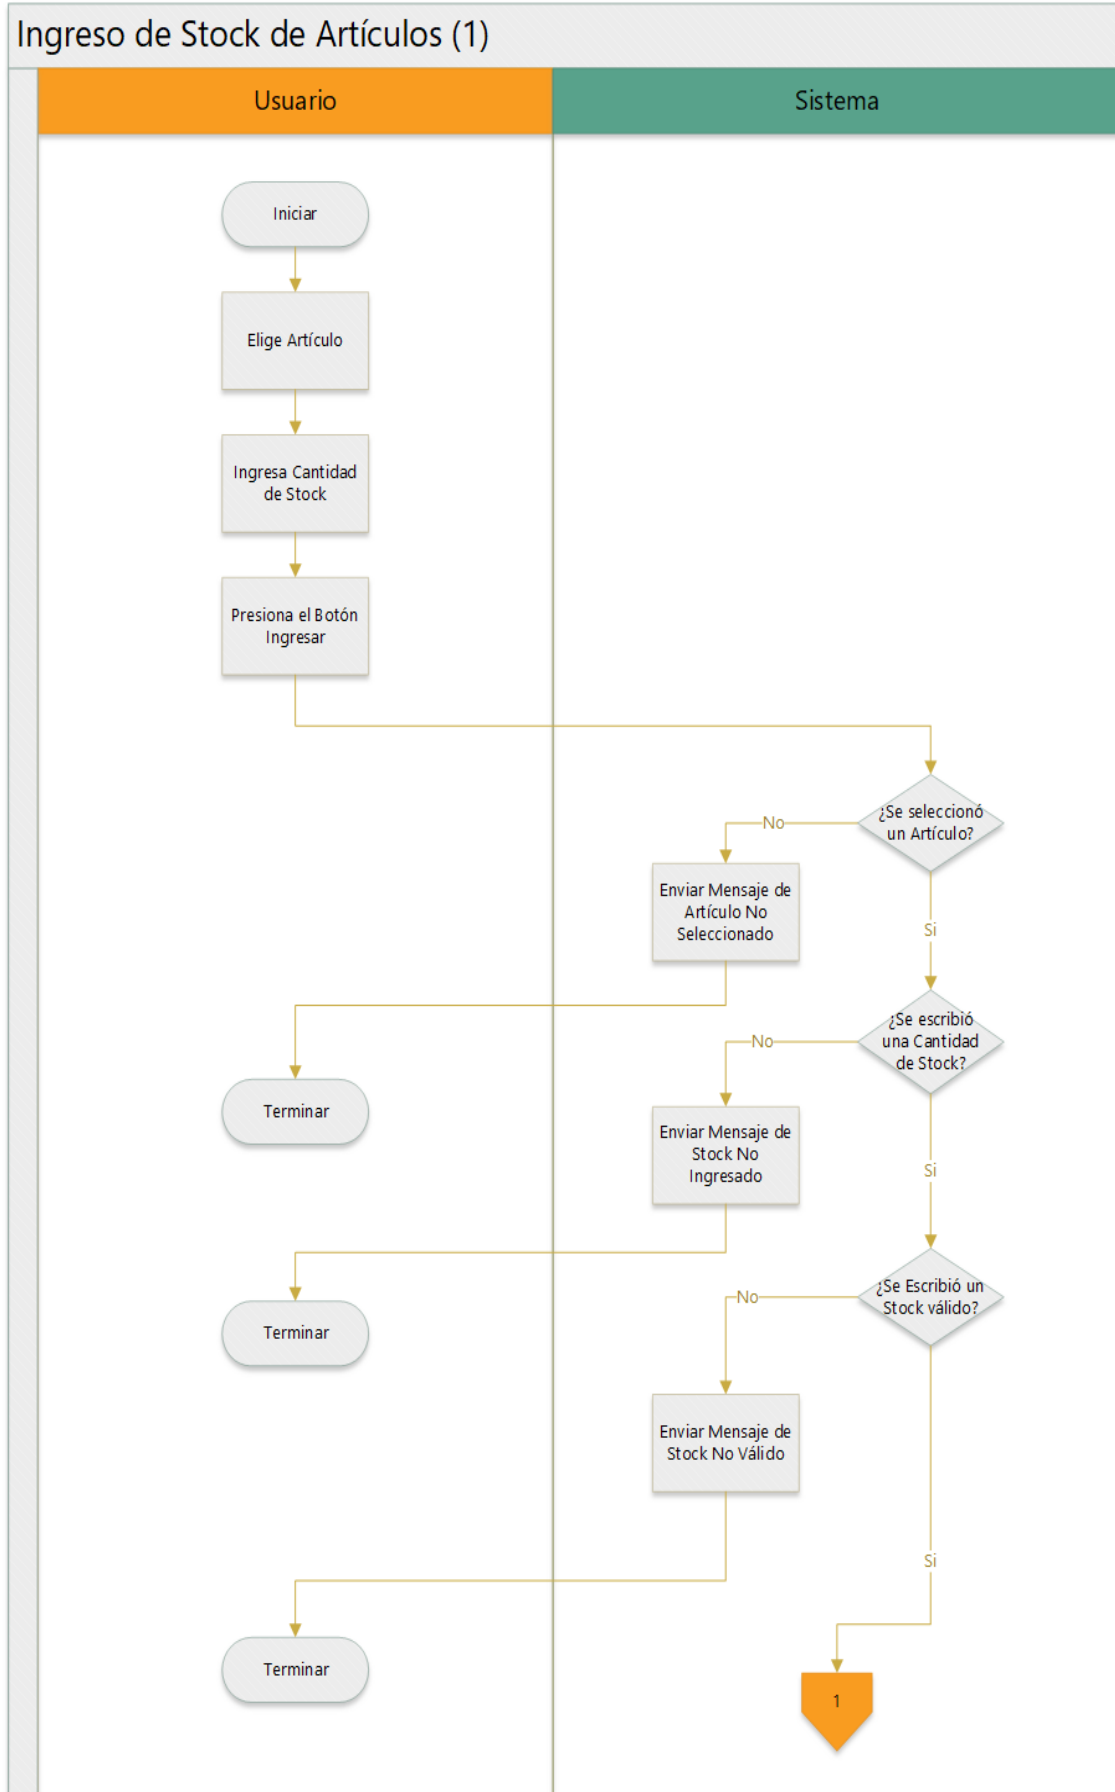 Ingreso de Stock de Artículos (1)
Usuario
Sistema
Iniciar
Elige Artículo
Ingresa Cantidad
de Stock
Presiona el Botón
Ingresar
¿Se seleccionó
un Artículo?
No
Enviar Mensaje de
Artículo No
Seleccionado
Si
¿Se escribió
una Cantidad
de Stock?
No
Terminar
Enviar Mensaje de
Stock No
Ingresado
Si
¿Se Escribió un
Stock válido?
No
Terminar
Enviar Mensaje de
Stock No Válido
Si
Terminar
1